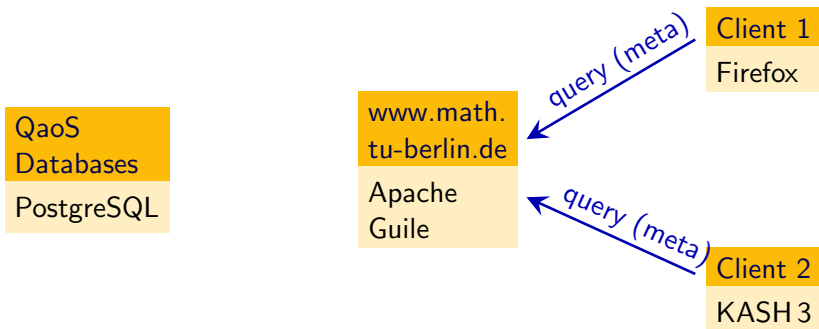 QaoS
Databases
PostgreSQL
www.math.
tu-berlin.de
Apache
Guile
query (meta)
query (meta)
Client 1
Firefox
Client 2
KASH 3